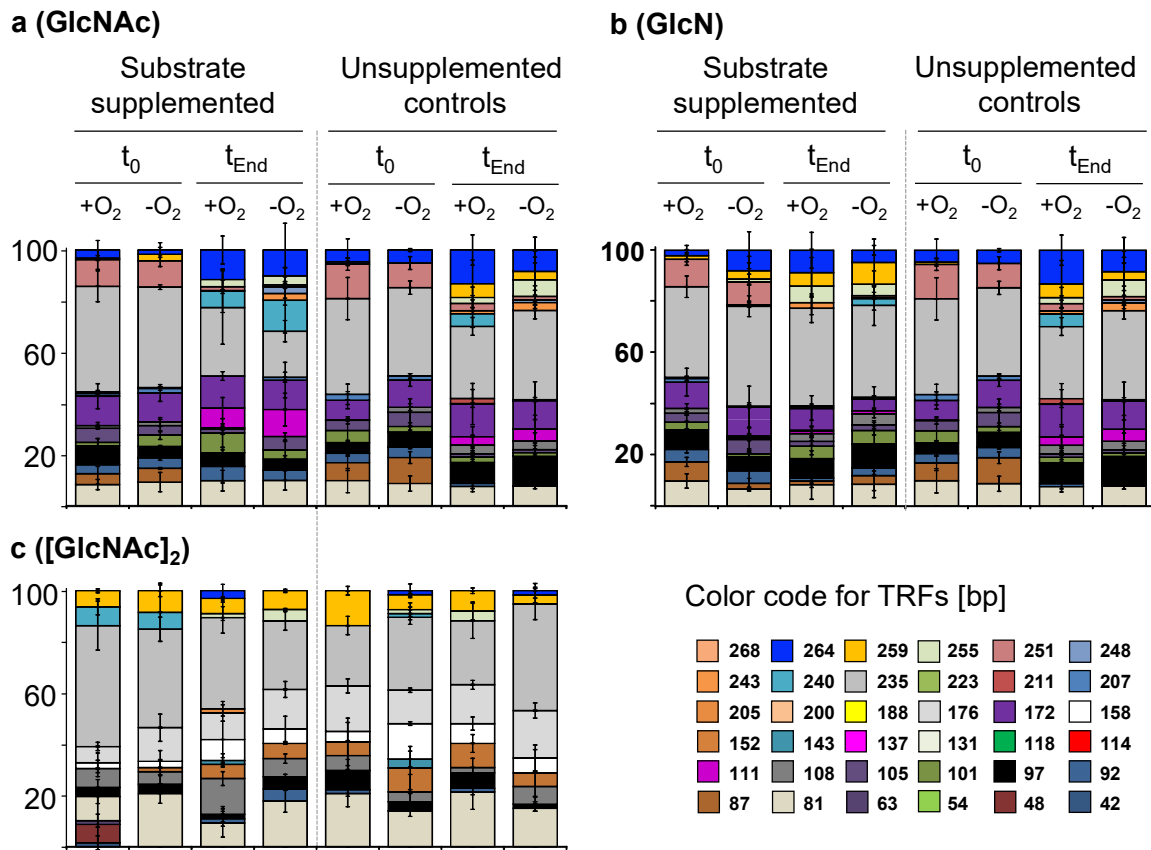 a (GlcNAc)
b (GlcN)
Substrate supplemented
Unsupplemented controls
Substrate supplemented
Unsupplemented controls
t0 tEnd t0 tEnd
t0 tEnd t0 tEnd
+O2 -O2 +O2 -O2 +O2 -O2 +O2 -O2
+O2 -O2 +O2 -O2 +O2 -O2 +O2 -O2
100
60
20
100
60
20
c ([GlcNAc]2)
100
60
20
Color code for TRFs [bp]
268 264 259 255 251 248
243 240 235 223 211 207
205 200 188 176 172 158
152 143 137 131 118 114
111 108 105 101 97 92
87 81 63 54 48 42